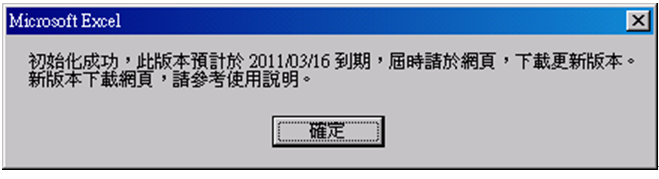 Microsoft Excel
初始化成功，此版本預計於 2011/03/16 到期，屆時請於網頁，下載更新版本。
新版本下載網頁，請參考使用說明。
確定